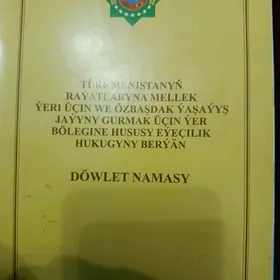 TÜRKMENISTANYŇ
RAÝATLARYNA MELLEK
ÝERI ÜÇIN WE ÖZBAŞDAK ÝAŞAÝYŞ
JAÝYNY GURMAK ÜÇIN ÝER
BÖLEGINE HUSUSY EÝEÇILIK
HUKUGYNY BERÝÄN
DÖWLET NAMASY